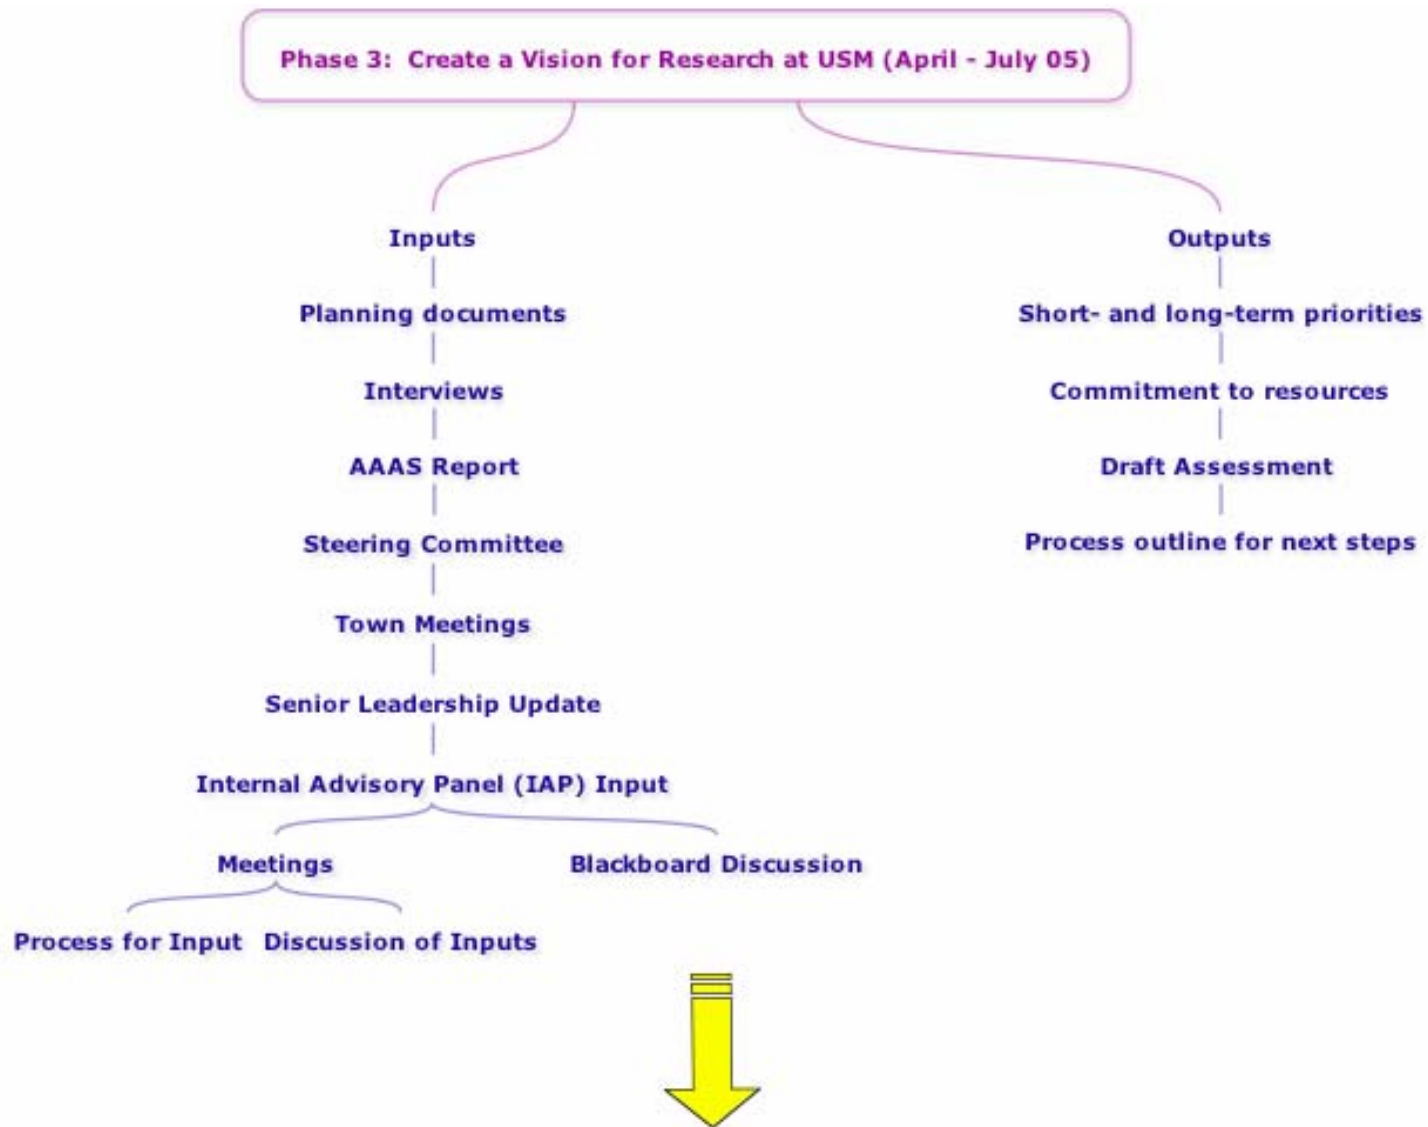 Phase 3:  Create a Vision for Research at USM (April - July 05)
Inputs
Planning documents
Interviews
AAAS Report
Steering Committee
Town Meetings
Senior Leadership Update
Internal Advisory Panel (IAP) Input
Meetings
Blackboard Discussion
Process for Input
Discussion of Inputs
Outputs
Short- and long-term priorities
Commitment to resources
Draft Assessment
Process outline for next steps